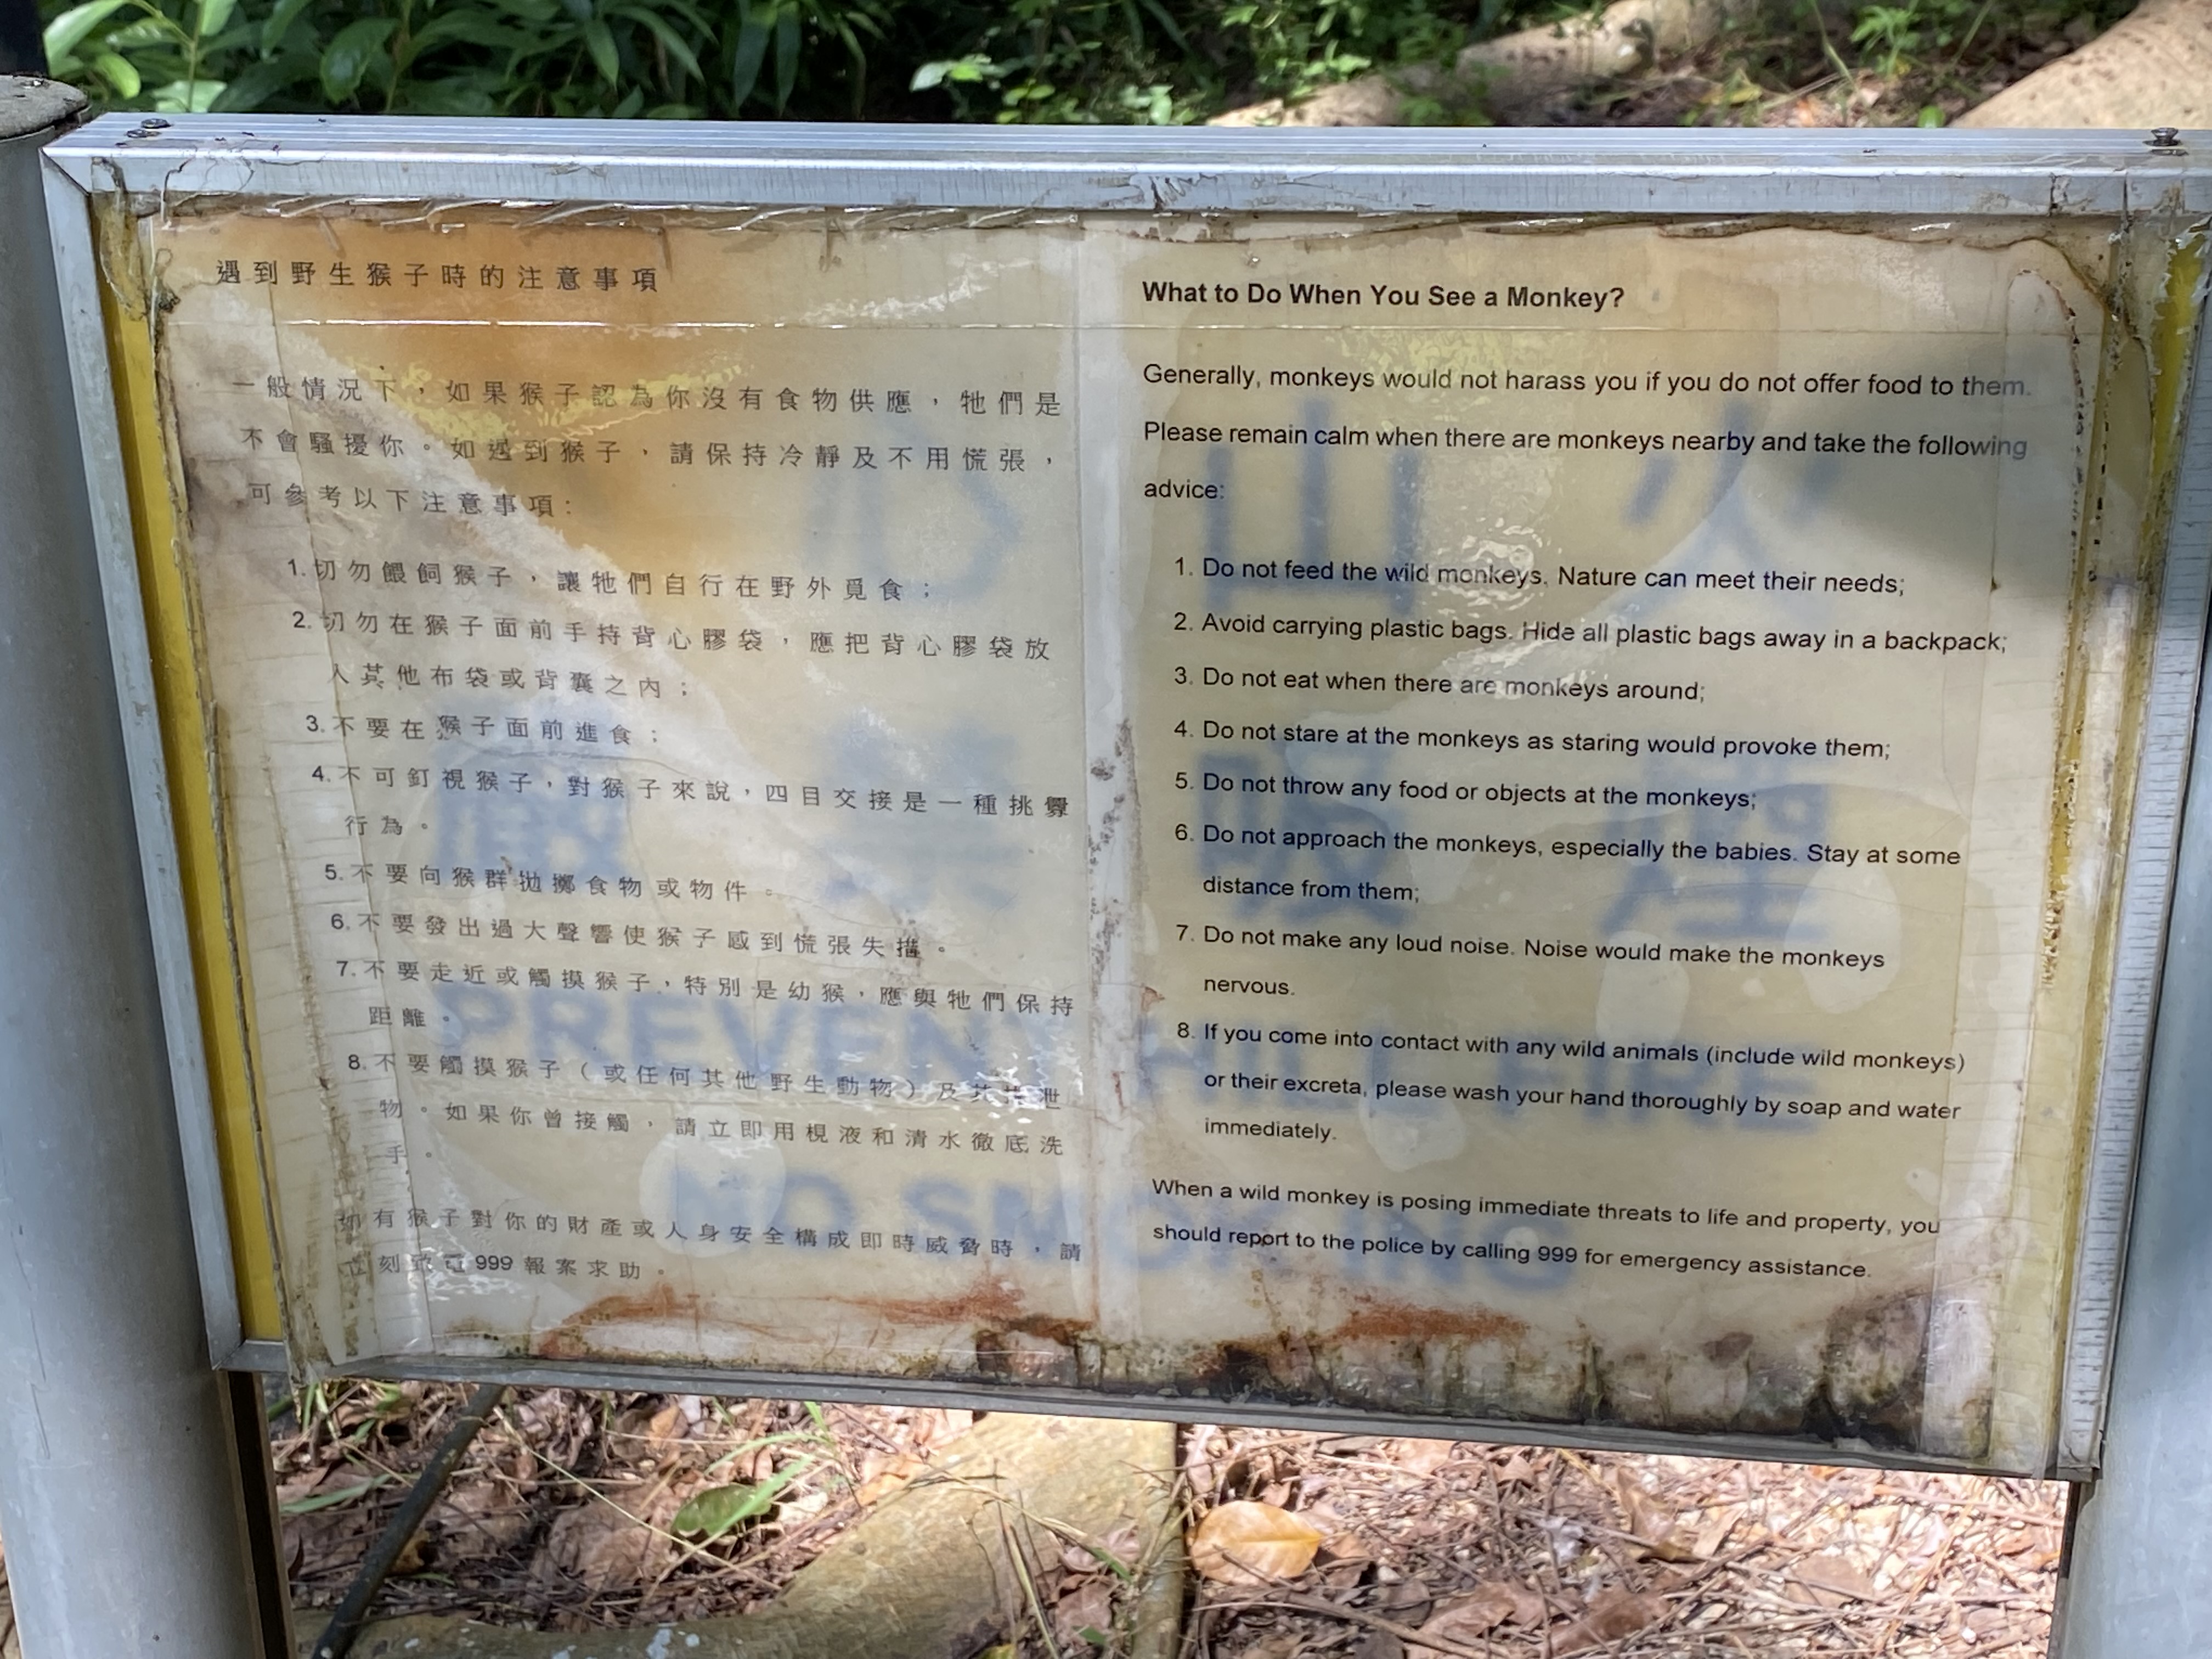 遇到野生猴子時的注意事項
一般情況下，如果猴子認為你沒有食物供應，牠們是
不會騷擾你。如遇到猴子，請保持冷靜及不用慌張，
可參考以下注意事項：
1. 切勿餵飼猴子，讓牠們自行在野外覓食；
2. 切勿在猴子面前手持背心膠袋，應把背心膠袋放
入其他布袋或背囊之內；
3. 不要在猴子面前進食；
4. 不可釘視猴子，對猴子來說，四目交接是一種挑釁
行為。
5. 不要向猴群拋擲食物或物件。
6. 不要發出過大聲響使猴子感到慌張失措。
7. 不要走近或觸摸猴子，特別是幼猴，應與牠們保持
距離。
8. 不要觸摸猴子（或任何其他野生動物）及其排泄
物。如果你曾接觸，請立即用梘液和清水徹底洗
手。
如有猴子對你的財產或人身安全構成即時威脅時，請
立刻致電 999 報案求助。
What to Do When You See a Monkey?
Generally, monkeys would not harass you if you do not offer food to them.
Please remain calm when there are monkeys nearby and take the following
advice:
1. Do not feed the wild monkeys. Nature can meet their needs;
2. Avoid carrying plastic bags. Hide all plastic bags away in a backpack;
3. Do not eat when there are monkeys around;
4. Do not stare at the monkeys as staring would provoke them;
5. Do not throw any food or objects at the monkeys;
6. Do not approach the monkeys, especially the babies. Stay at some
distance from them;
7. Do not make any loud noise. Noise would make the monkeys
nervous.
8. If you come into contact with any wild animals (include wild monkeys)
or their excreta, please wash your hand thoroughly by soap and water
immediately.
When a wild monkey is posing immediate threats to life and property, you
should report to the police by calling 999 for emergency assistance.
山火
PREVENT HILL FIRE
NO SMOKING